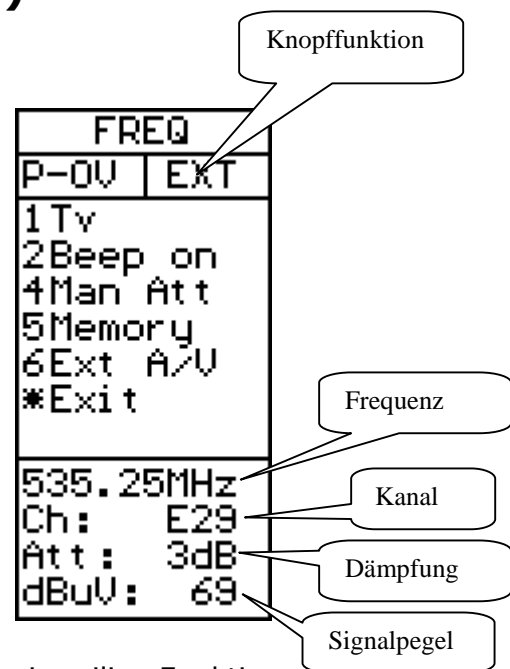 )
Knopffunktion
FREQ
P-0V EXT
1Tv
2Beep on
4Man Att
5Memory
6Ext A/V
*Exit
535.25MHz
Frequenz
Ch: E29
Kanal
Att: 3dB
Dämpfung
dBuV: 69
Signalpegel